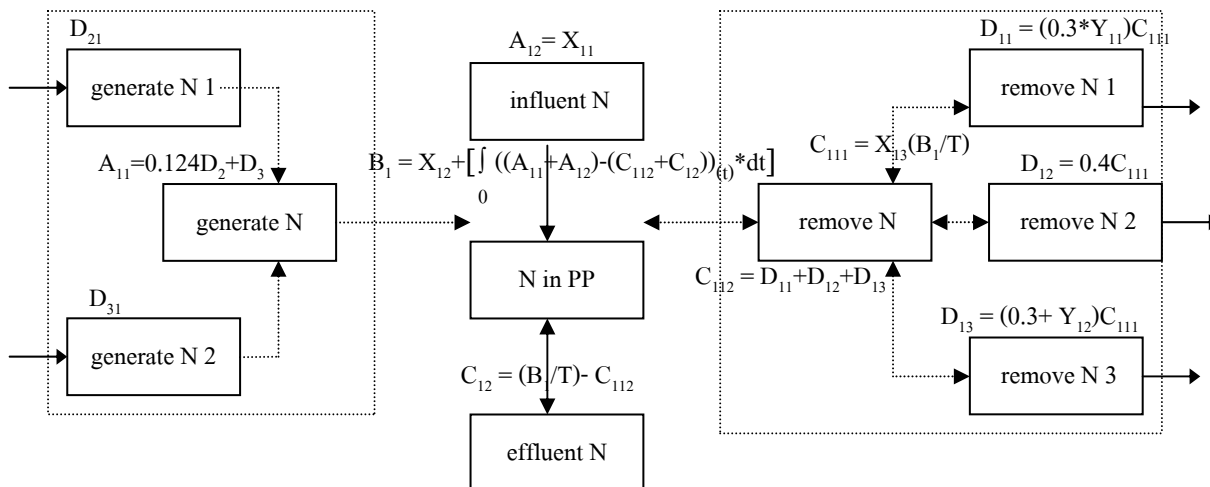 D₂₁
generate N 1
A₁₁=0.124D₂+D₃
generate N
D₃₁
generate N 2
A₁₂= X₁₁
influent N
B₁ = X₁₂+[∫₀ ((A₁₁+A₁₂)-(C₁₁₂+C₁₂))₍ₜ₎*dt]
N in PP
C₁₂ = (B₁/T)- C₁₁₂
effluent N
D₁₁ = (0.3*Y₁₁)C₁₁₁
remove N 1
C₁₁₁ = X₁₃(B₁/T)
D₁₂ = 0.4C₁₁₁
remove N
remove N 2
C₁₁₂ = D₁₁+D₁₂+D₁₃
D₁₃ = (0.3+ Y₁₂)C₁₁₁
remove N 3